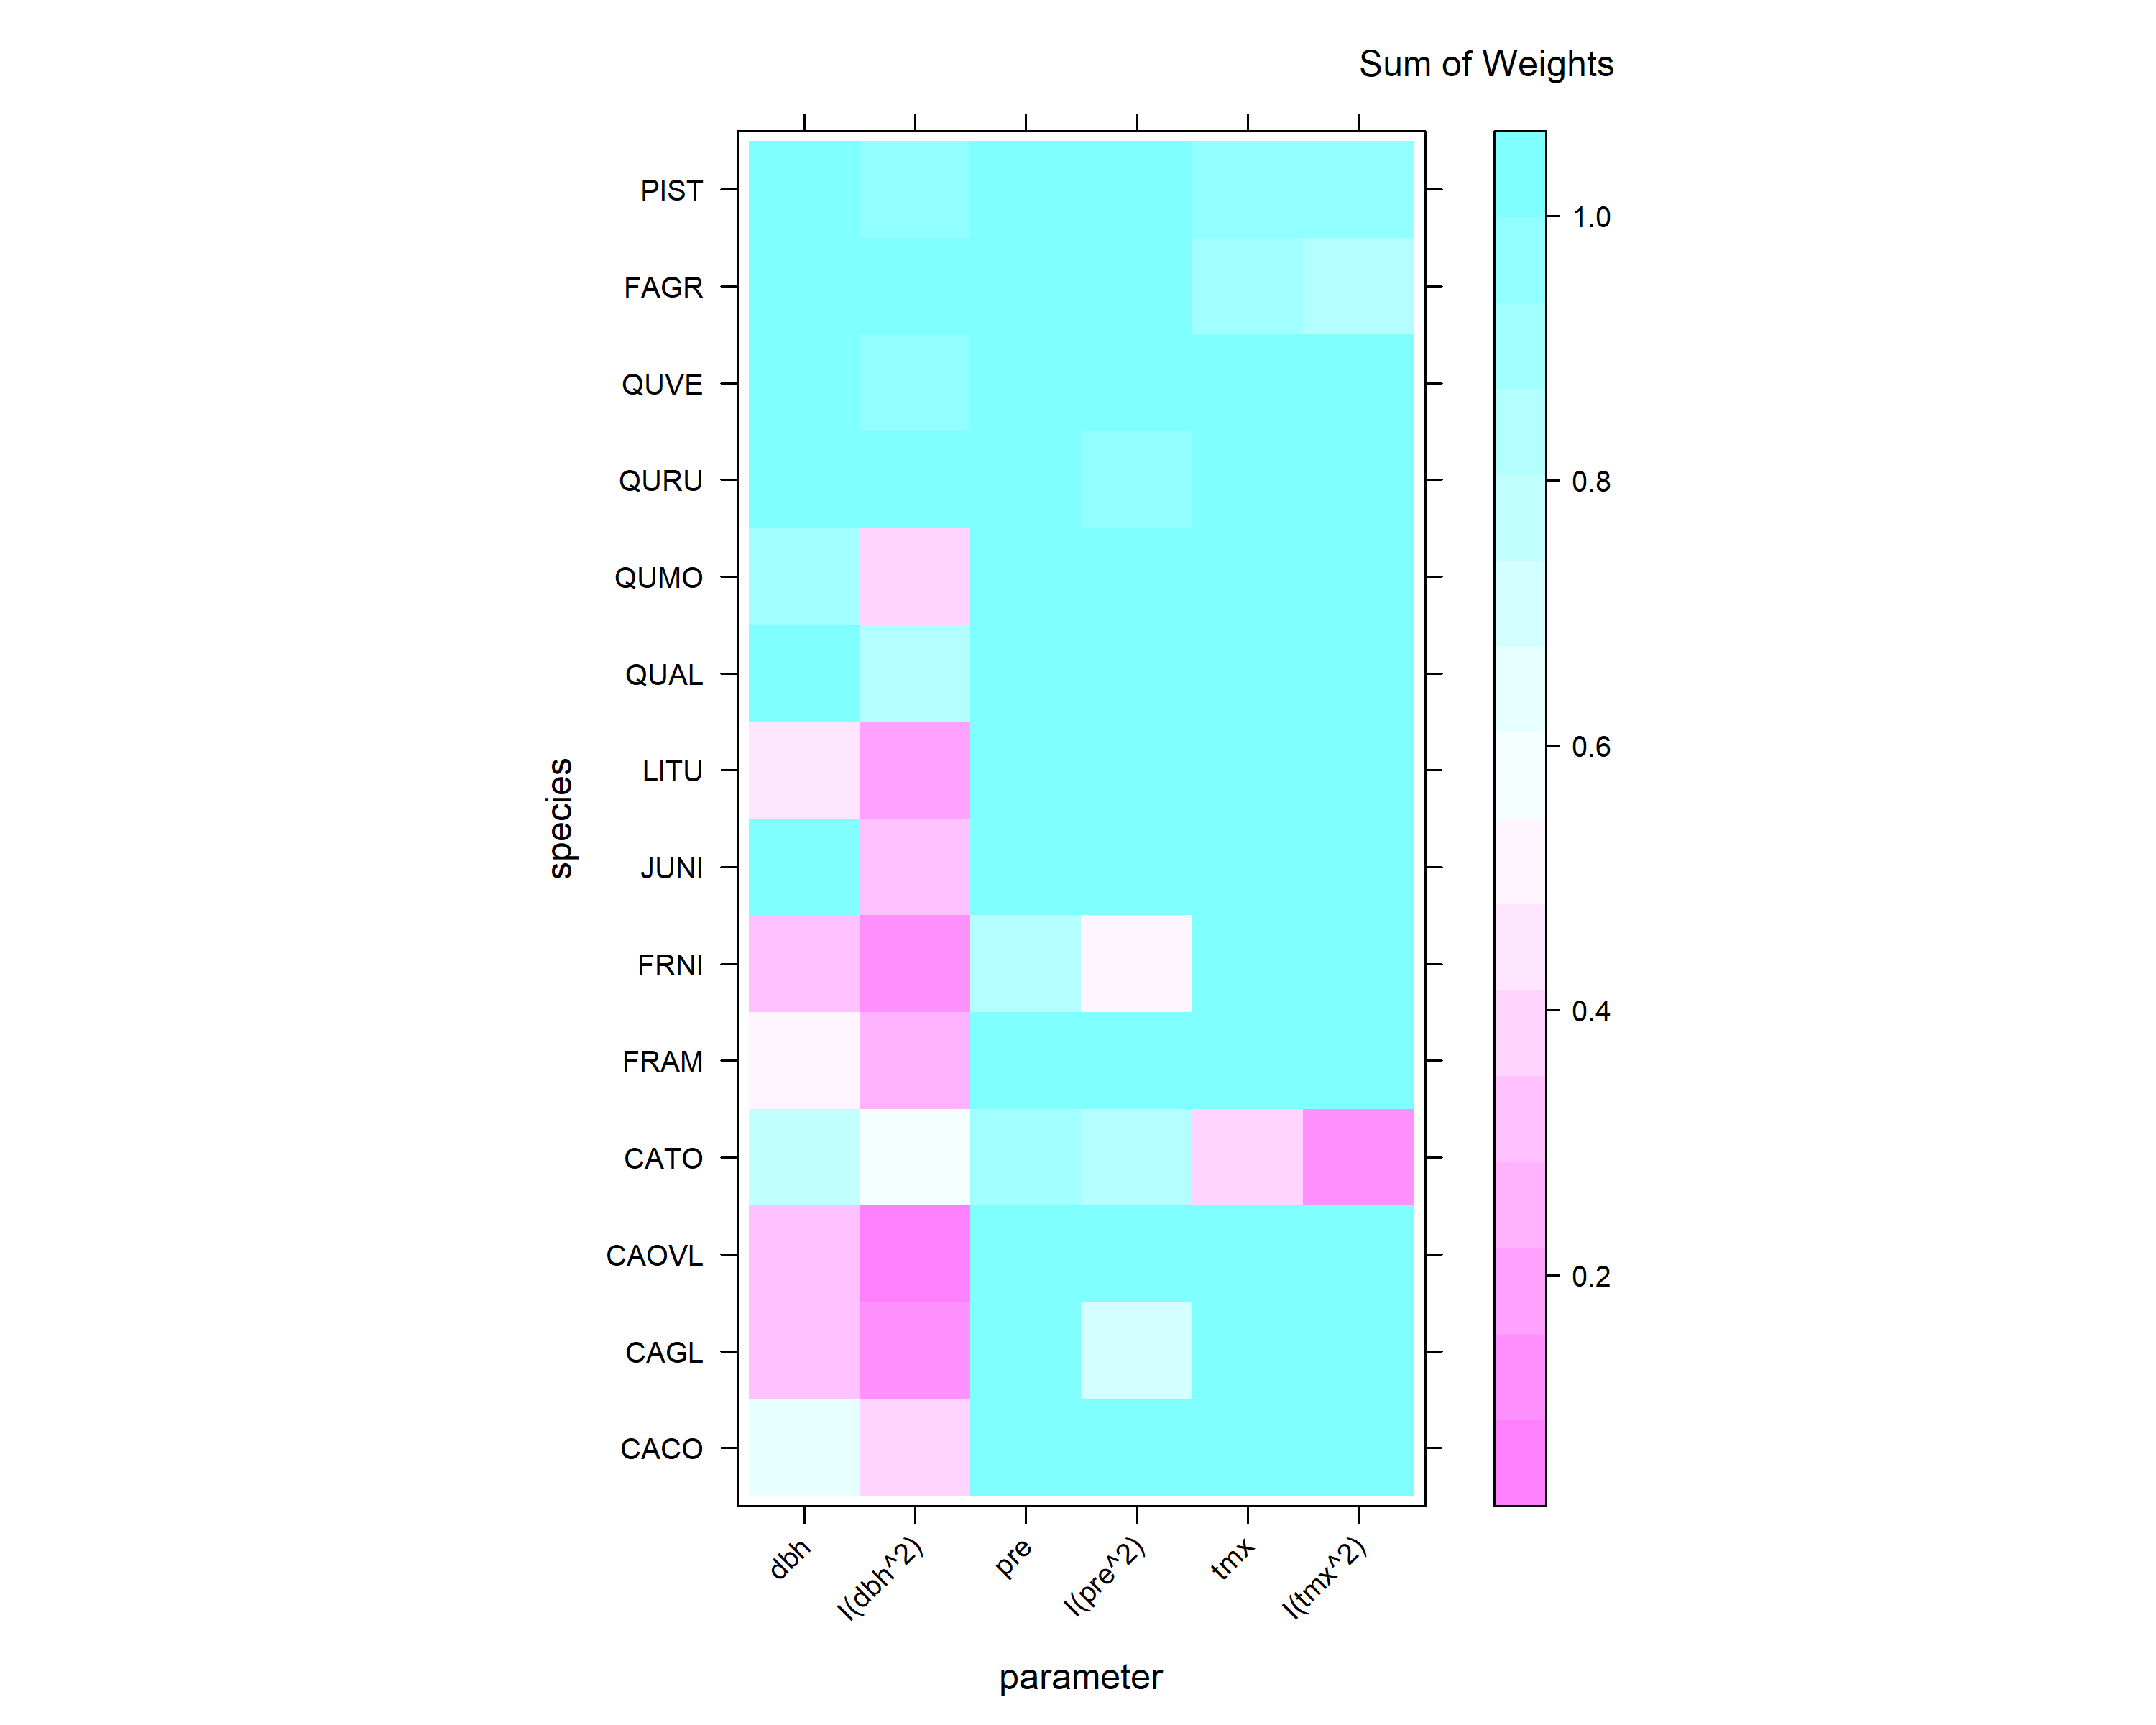 Sum of Weights
PIST
FAGR
QUVE
QURU
QUMO
QUAL
LITU
JUNI
FRNI
FRAM
CATO
CAOVL
CAGL
CACO
species
1.0
0.8
0.6
0.4
0.2
dbh
I(dbh^2)
pre
I(pre^2)
tmx
I(tmx^2)
parameter